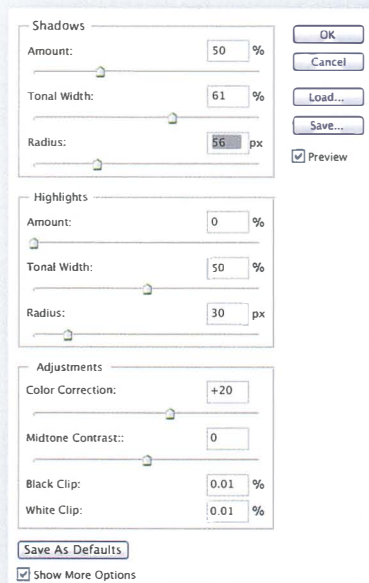 Shadows
Amount: 50 %
Tonal Width: 61 %
Radius: 56 px
Highlights
Amount: 0 %
Tonal Width: 50 %
Radius: 30 px
Adjustments
Color Correction: +20
Midtone Contrast:: 0
Black Clip: 0.01 %
White Clip: 0.01 %
Save As Defaults
Show More Options
OK
Cancel
Load...
Save...
Preview